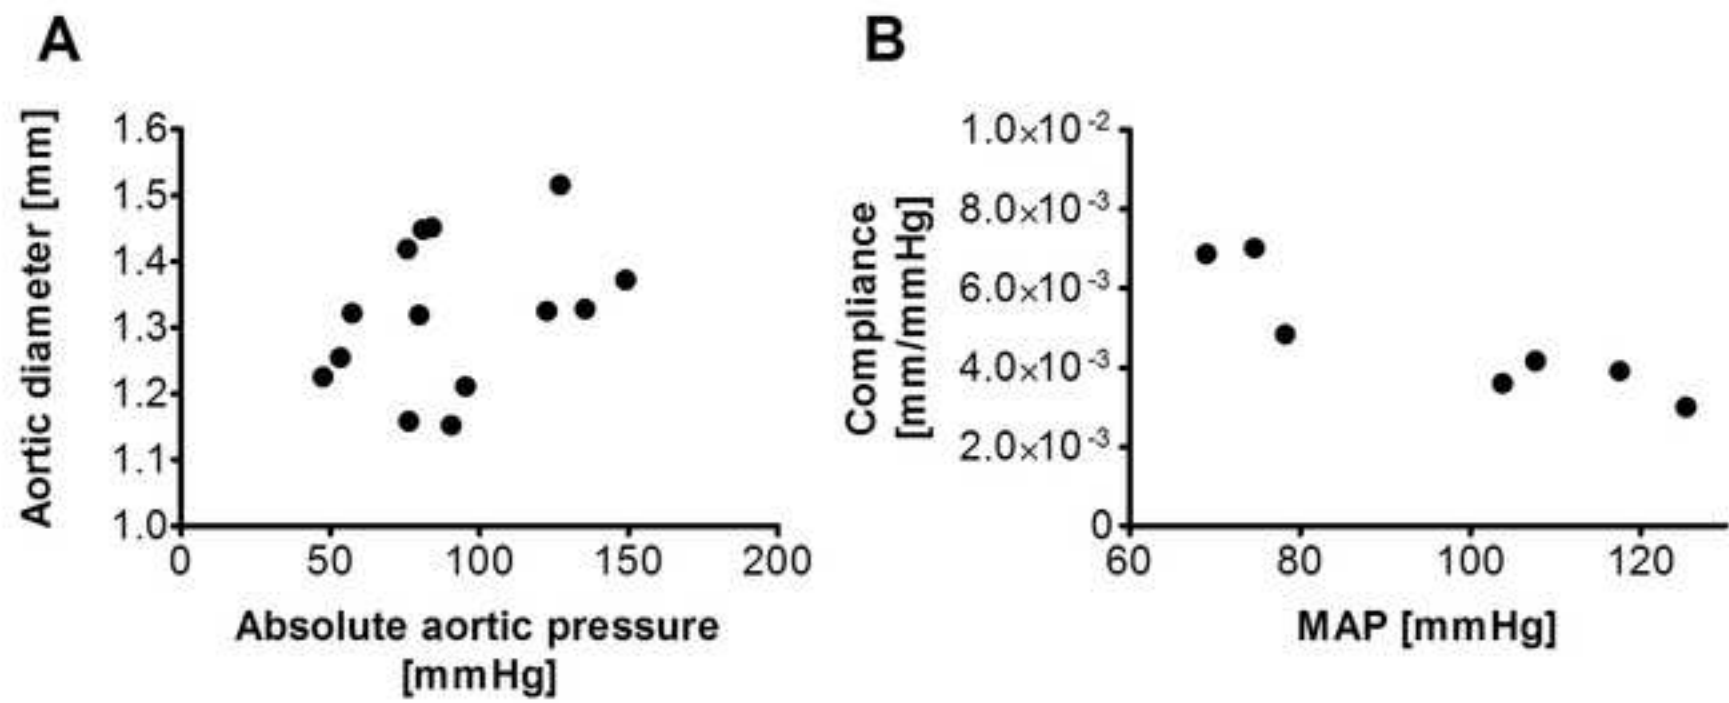 A
Aortic diameter [mm]
1.6
1.5
1.4
1.3
1.2
1.1
1.0
0
50
100
150
200
Absolute aortic pressure
[mmHg]
B
Compliance
[mm/mmHg]
1.0×10⁻²
8.0×10⁻³
6.0×10⁻³
4.0×10⁻³
2.0×10⁻³
0
60
80
100
120
MAP [mmHg]